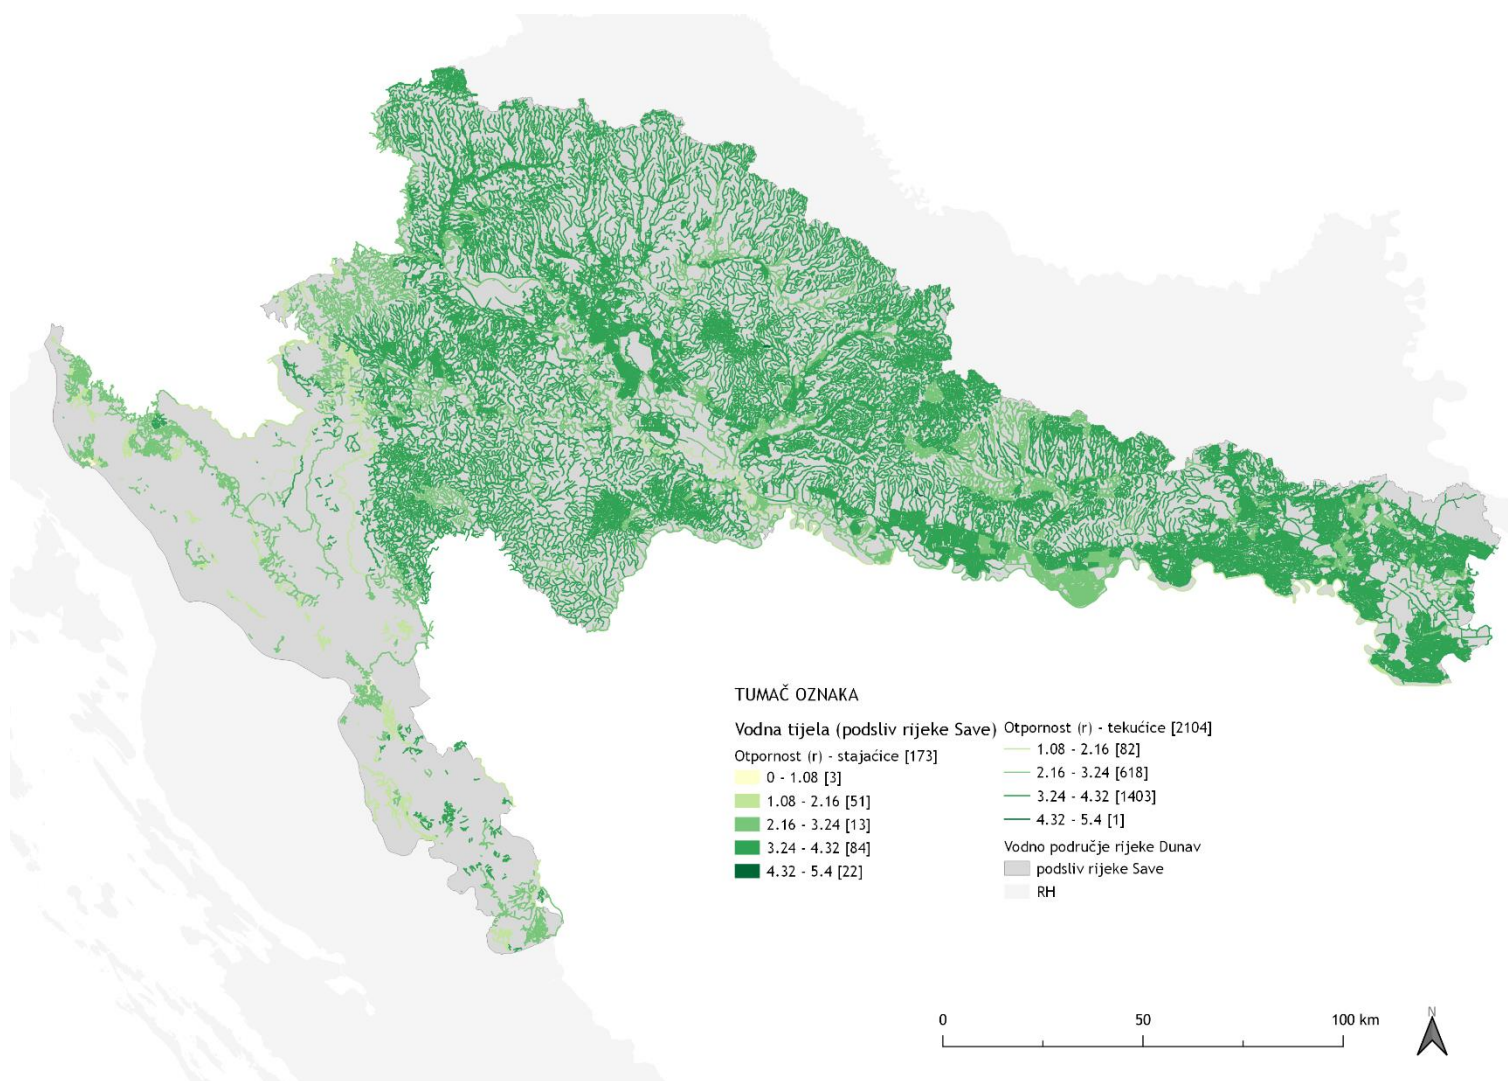 TUMAČ OZNAKA
Vodna tijela (podsliv rijeke Save)
Otpornost (r) - stajaćice [173]
0 - 1.08 [3]
1.08 - 2.16 [51]
2.16 - 3.24 [13]
3.24 - 4.32 [84]
4.32 - 5.4 [22]
Otpornost (r) - tekućice [2104]
1.08 - 2.16 [82]
2.16 - 3.24 [618]
3.24 - 4.32 [1403]
4.32 - 5.4 [1]
Vodno područje rijeke Dunav
podsliv rijeke Save
RH
0 50 100 km
N